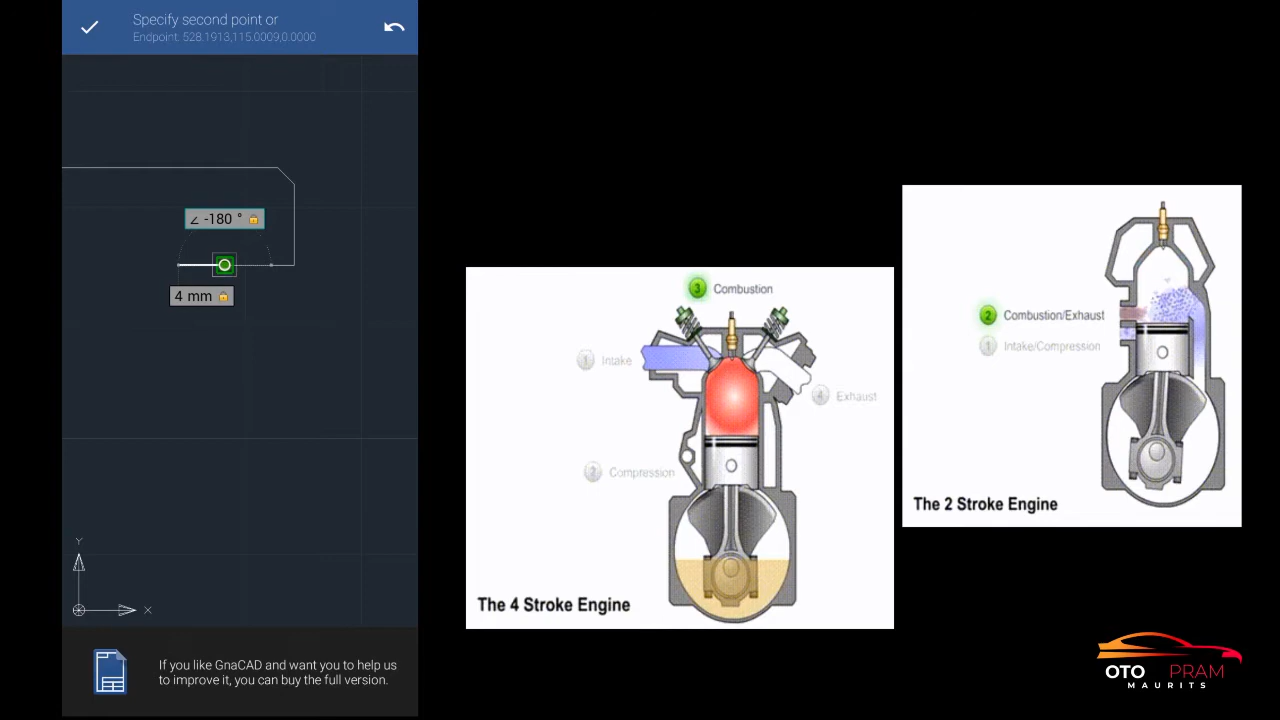 Specify second point or
Endpoint: 528.1913,115.0009,0.0000
∠ -180 °
4 mm
Y
X
If you like GnaCAD and want you to help us
to improve it, you can buy the full version.
3 Combustion
1 Intake
4 Exhaust
2 Compression
The 4 Stroke Engine
2 Combustion/Exhaust
1 Intake/Compression
The 2 Stroke Engine
OTO PRAM
MAURITS